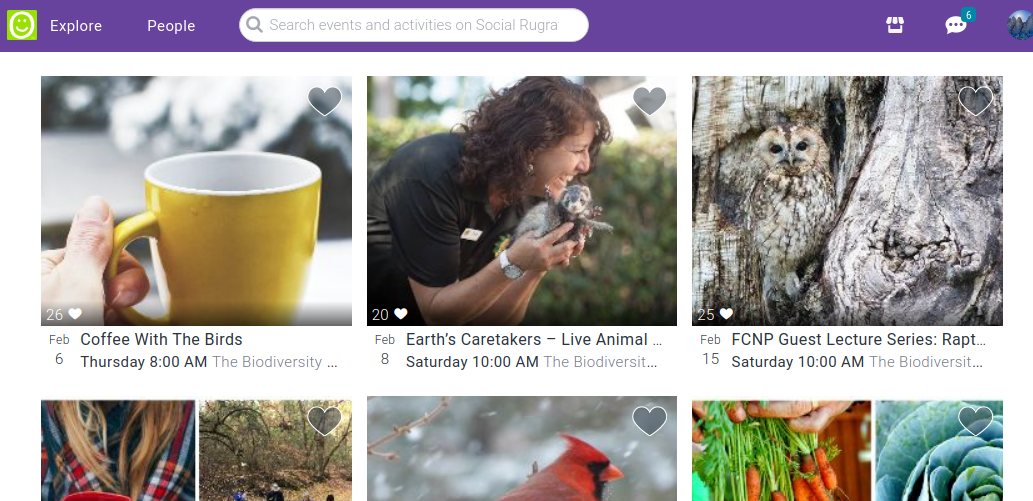 Explore
People
Search events and activities on Social Rugra
6
26
20
25
Feb
6
Coffee With The Birds
Thursday 8:00 AM The Biodiversity ...
Feb
8
Earth’s Caretakers – Live Animal ...
Saturday 10:00 AM The Biodiversit...
Feb
15
FCNP Guest Lecture Series: Rapt...
Saturday 10:00 AM The Biodiversit...